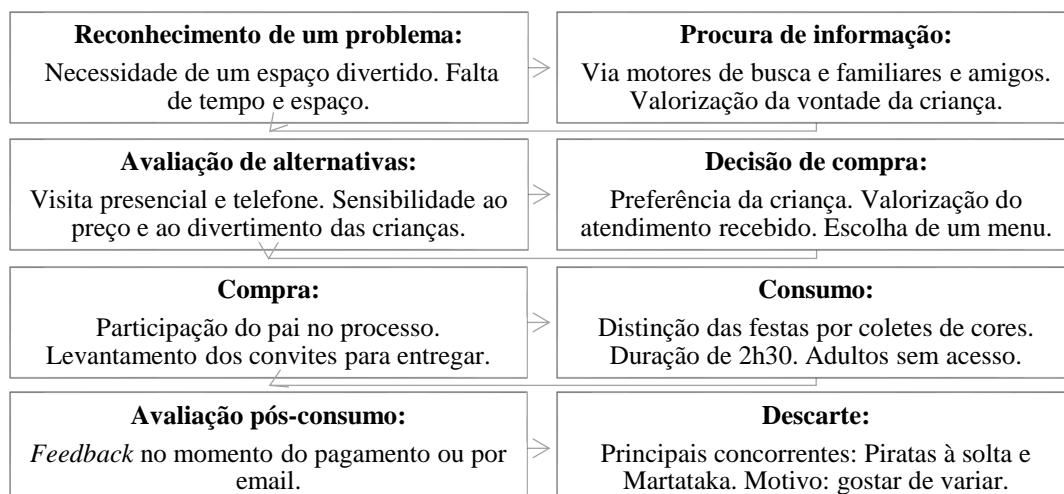 Reconhecimento de um problema:
Necessidade de um espaço divertido. Falta
de tempo e espaço.
Procura de informação:
Via motores de busca e familiares e amigos.
Valorização da vontade da criança.
Avaliação de alternativas:
Visita presencial e telefone. Sensibilidade ao
preço e ao divertimento das crianças.
Decisão de compra:
Preferência da criança. Valorização do
atendimento recebido. Escolha de um menu.
Compra:
Participação do pai no processo.
Levantamento dos convites para entregar.
Consumo:
Distinção das festas por coletes de cores.
Duração de 2h30. Adultos sem acesso.
Avaliação pós-consumo:
Feedback no momento do pagamento ou por
email.
Descarte:
Principais concorrentes: Piratas à solta e
Martataka. Motivo: gostar de variar.